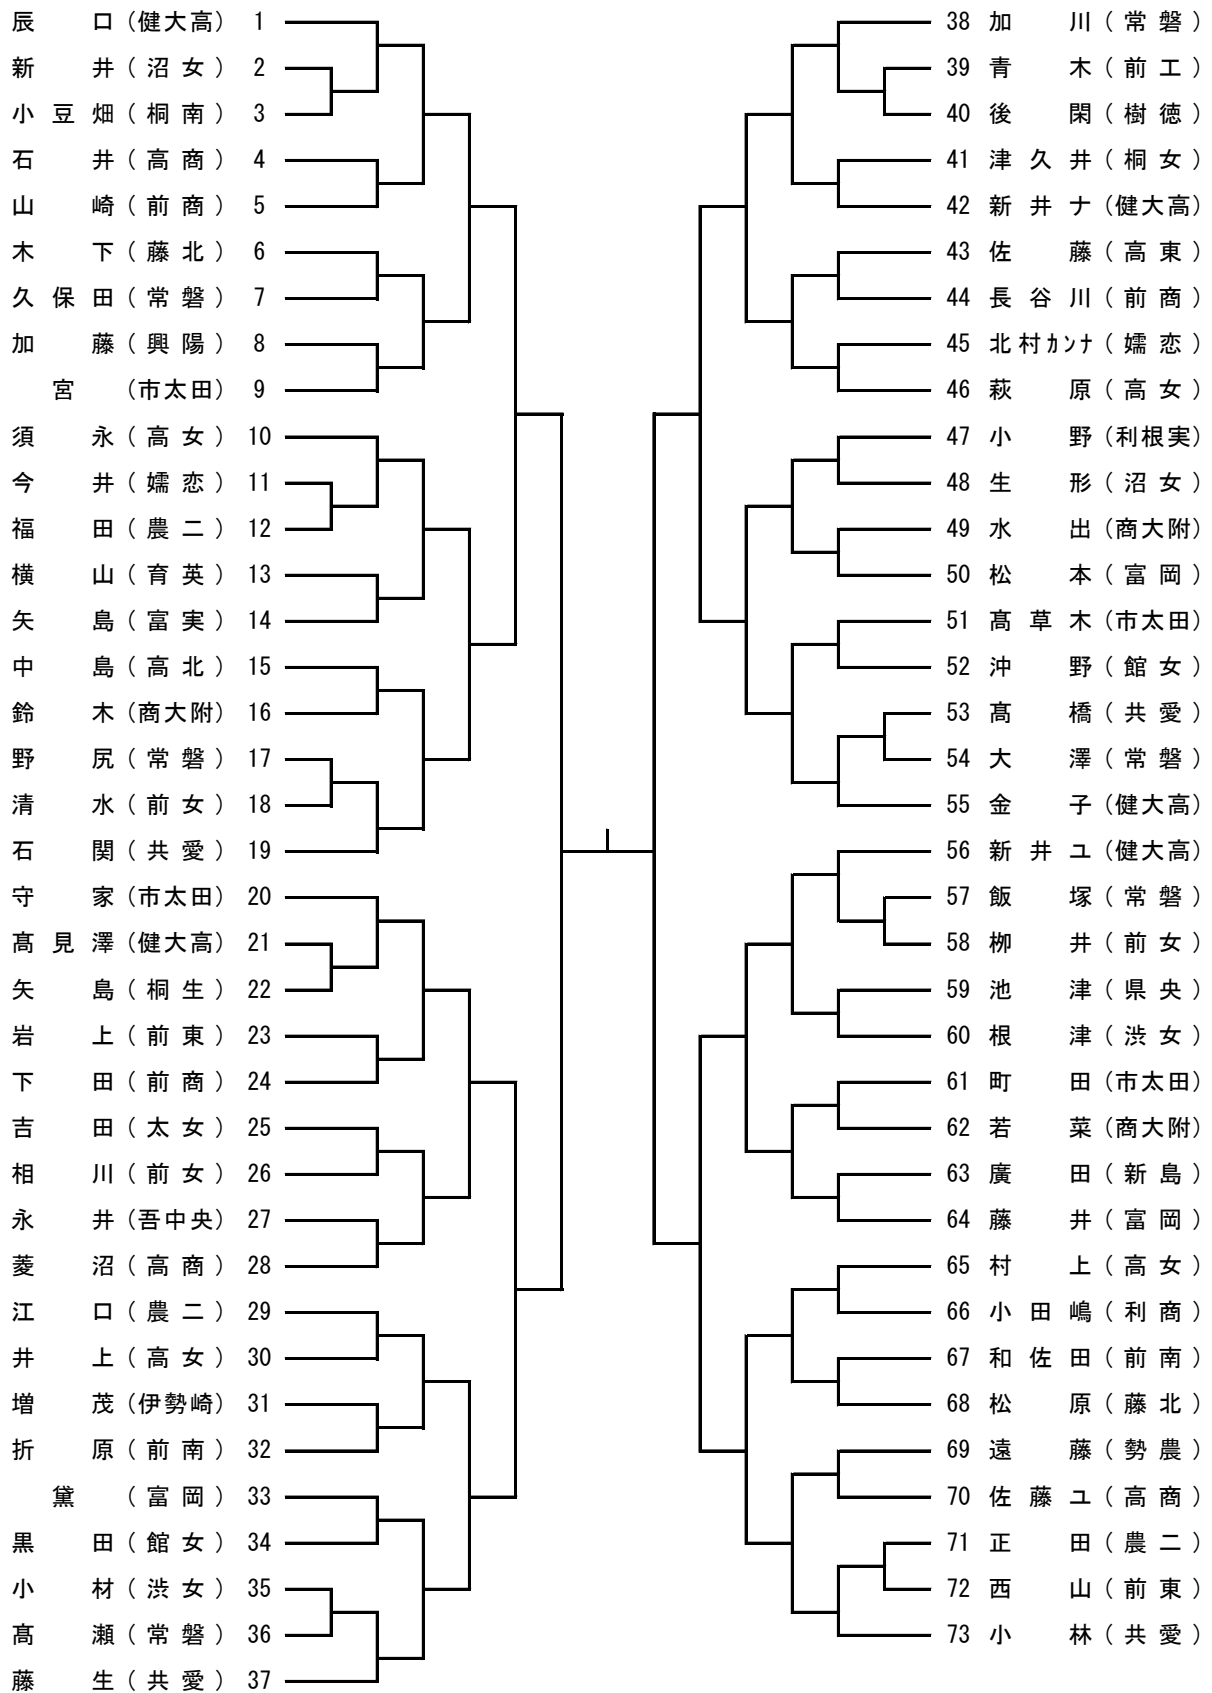 辰口(健大高) 1
新井(沼女) 2
小豆畑(桐南) 3
石井(高商) 4
山崎(前商) 5
木下(藤北) 6
久保田(常磐) 7
加藤(興陽) 8
宮(市太田) 9
須永(高女) 10
今井(嬬恋) 11
福田(農二) 12
横山(育英) 13
矢島(富実) 14
中島(高北) 15
鈴木(商大附) 16
野尻(常磐) 17
清水(前女) 18
石関(共愛) 19
守家(市太田) 20
髙見澤(健大高) 21
矢島(桐生) 22
岩上(前東) 23
下田(前商) 24
吉田(太女) 25
相川(前女) 26
永井(吾中央) 27
菱沼(高商) 28
江口(農二) 29
井上(高女) 30
増茂(伊勢崎) 31
折原(前南) 32
黛(富岡) 33
黒田(館女) 34
小材(渋女) 35
髙瀬(常磐) 36
藤生(共愛) 37
38 加川(常磐)
39 青木(前工)
40 後閑(樹徳)
41 津久井(桐女)
42 新井ナ(健大高)
43 佐藤(高東)
44 長谷川(前商)
45 北村カンナ(嬬恋)
46 萩原(高女)
47 小野(利根実)
48 生形(沼女)
49 水出(商大附)
50 松本(富岡)
51 髙草木(市太田)
52 沖野(館女)
53 髙橋(共愛)
54 大澤(常磐)
55 金子(健大高)
56 新井ユ(健大高)
57 飯塚(常磐)
58 栁井(前女)
59 池津(県央)
60 根津(渋女)
61 町田(市太田)
62 若菜(商大附)
63 廣田(新島)
64 藤井(富岡)
65 村上(高女)
66 小田嶋(利商)
67 和佐田(前南)
68 松原(藤北)
69 遠藤(勢農)
70 佐藤ユ(高商)
71 正田(農二)
72 西山(前東)
73 小林(共愛)